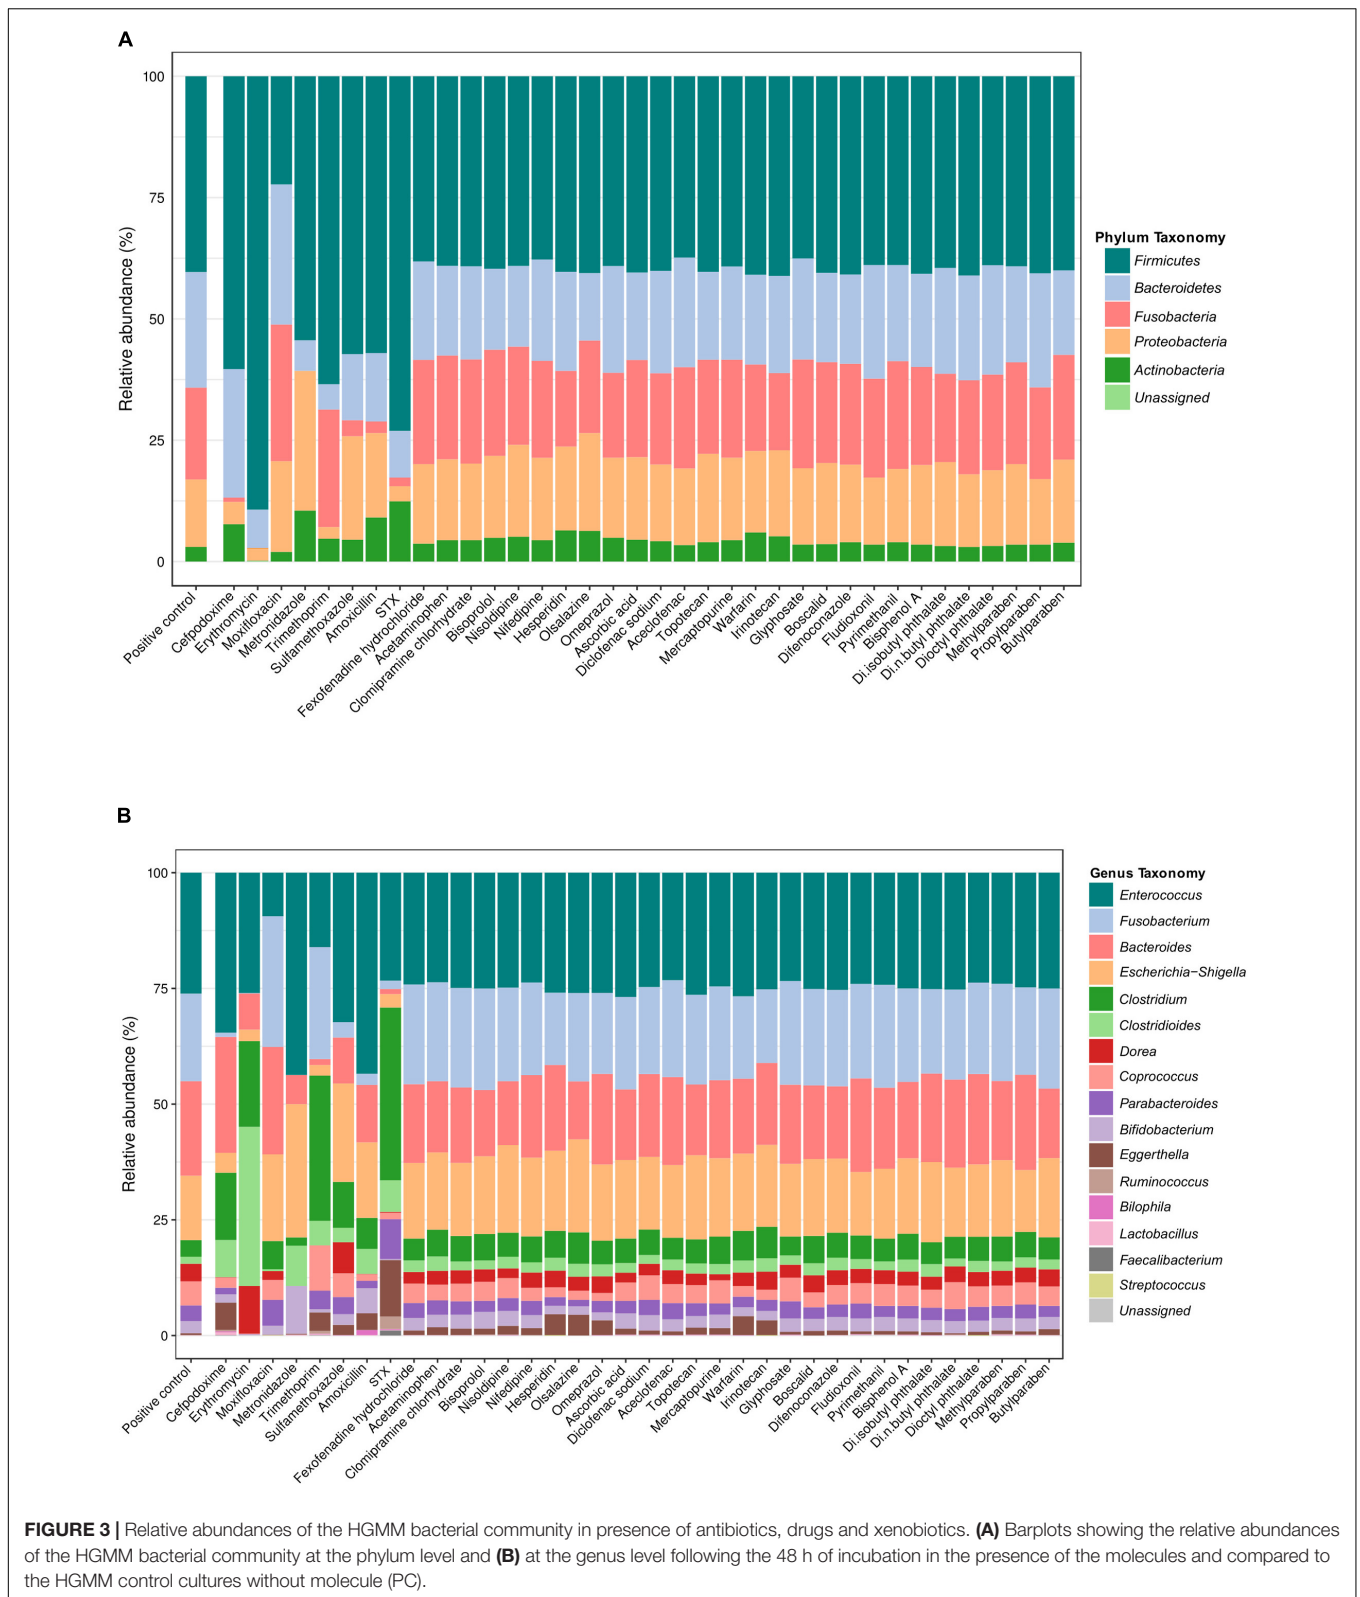 A
100
75
50
25
0
Relative abundance (%)
Positive control
Cefpodoxime
Erythromycin
Moxifloxacin
Metronidazole
Trimethoprim
Sulfamethoxazole
Amoxicillin
STX
Fexofenadine hydrochloride
Acetaminophen
Clomipramine chlorhydrate
Bisoprolol
Nisoldipine
Nifedipine
Hesperidin
Olsalazine
Omeprazol
Ascorbic acid
Diclofenac sodium
Aceclofenac
Topotecan
Mercaptopurine
Warfarin
Irinotecan
Glyphosate
Boscalid
Difenoconazole
Fludioxonil
Pyrimethanil
Bisphenol A
Di.isobutyl phthalate
Di.n.butyl phthalate
Dioctyl phthalate
Methylparaben
Propylparaben
Butylparaben
Phylum Taxonomy
Firmicutes
Bacteroidetes
Fusobacteria
Proteobacteria
Actinobacteria
Unassigned
B
100
75
50
25
0
Relative abundance (%)
Positive control
Cefpodoxime
Erythromycin
Moxifloxacin
Metronidazole
Trimethoprim
Sulfamethoxazole
Amoxicillin
STX
Fexofenadine hydrochloride
Acetaminophen
Clomipramine chlorhydrate
Bisoprolol
Nisoldipine
Nifedipine
Hesperidin
Olsalazine
Omeprazol
Ascorbic acid
Diclofenac sodium
Aceclofenac
Topotecan
Mercaptopurine
Warfarin
Irinotecan
Glyphosate
Boscalid
Difenoconazole
Fludioxonil
Pyrimethanil
Bisphenol A
Di.isobutyl phthalate
Di.n.butyl phthalate
Dioctyl phthalate
Methylparaben
Propylparaben
Butylparaben
Genus Taxonomy
Enterococcus
Fusobacterium
Bacteroides
Escherichia−Shigella
Clostridium
Clostridioides
Dorea
Coprococcus
Parabacteroides
Bifidobacterium
Eggerthella
Ruminococcus
Bilophila
Lactobacillus
Faecalibacterium
Streptococcus
Unassigned
FIGURE 3 | Relative abundances of the HGMM bacterial community in presence of antibiotics, drugs and xenobiotics. (A) Barplots showing the relative abundances
of the HGMM bacterial community at the phylum level and (B) at the genus level following the 48 h of incubation in the presence of the molecules and compared to
the HGMM control cultures without molecule (PC).